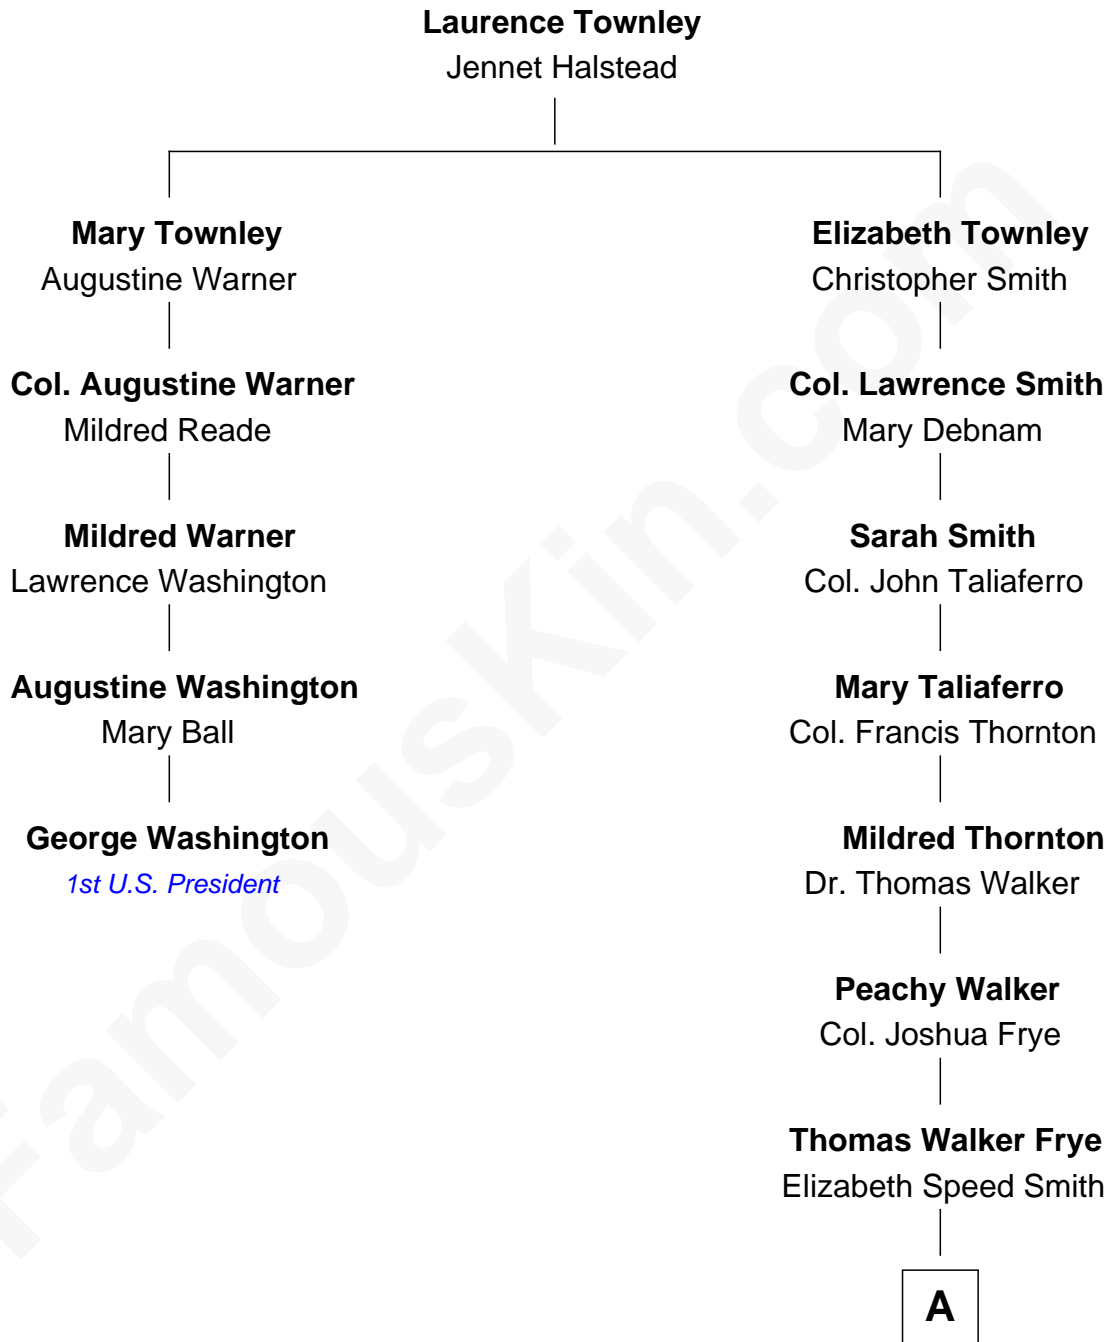 Laurence Townley
Jennet Halstead
Mary Townley
Augustine Warner
Elizabeth Townley
Christopher Smith
Col. Augustine Warner
Mildred Reade
Col. Lawrence Smith
Mary Debnam
Mildred Warner
Lawrence Washington
Sarah Smith
Col. John Taliaferro
Augustine Washington
Mary Ball
Mary Taliaferro
Col. Francis Thornton
George Washington
1st U.S. President
Mildred Thornton
Dr. Thomas Walker
Peachy Walker
Col. Joshua Frye
Thomas Walker Frye
Elizabeth Speed Smith
A
FamousKin.com